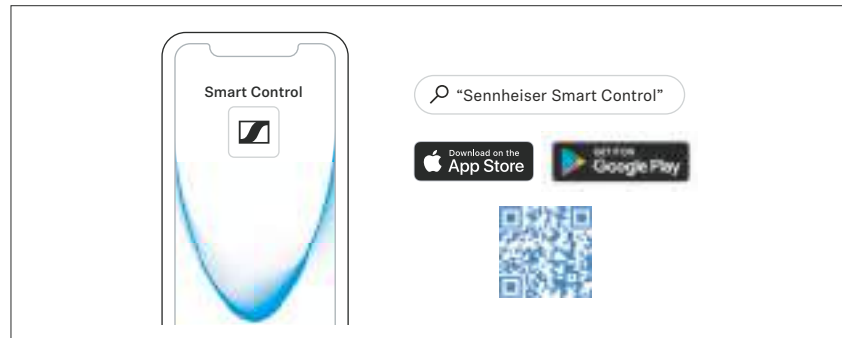 Smart Control
“Sennheiser Smart Control”
Download on the
App Store
GET IT ON
Google Play